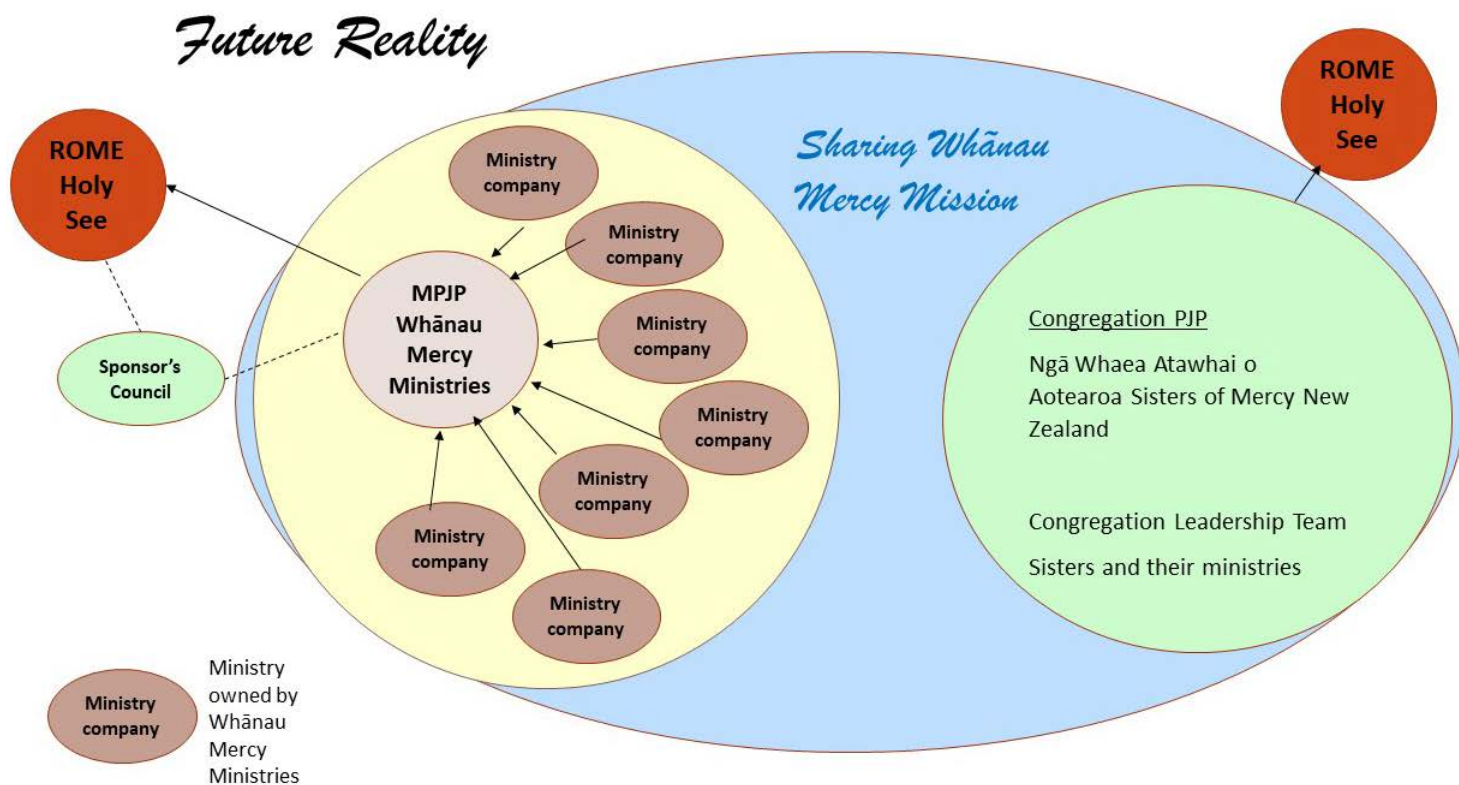 Future Reality
ROME
Holy
See
Sponsor's
Council
MPJP
Whānau
Mercy
Ministries
Ministry
company
Ministry
company
Ministry
company
Ministry
company
Ministry
company
Ministry
company
Ministry
company
Sharing Whānau
Mercy Mission
ROME
Holy
See
Congregation PJP
Ngā Whaea Atawhai o
Aotearoa Sisters of Mercy New
Zealand
Congregation Leadership Team
Sisters and their ministries
Ministry
company
Ministry
owned by
Whānau
Mercy
Ministries